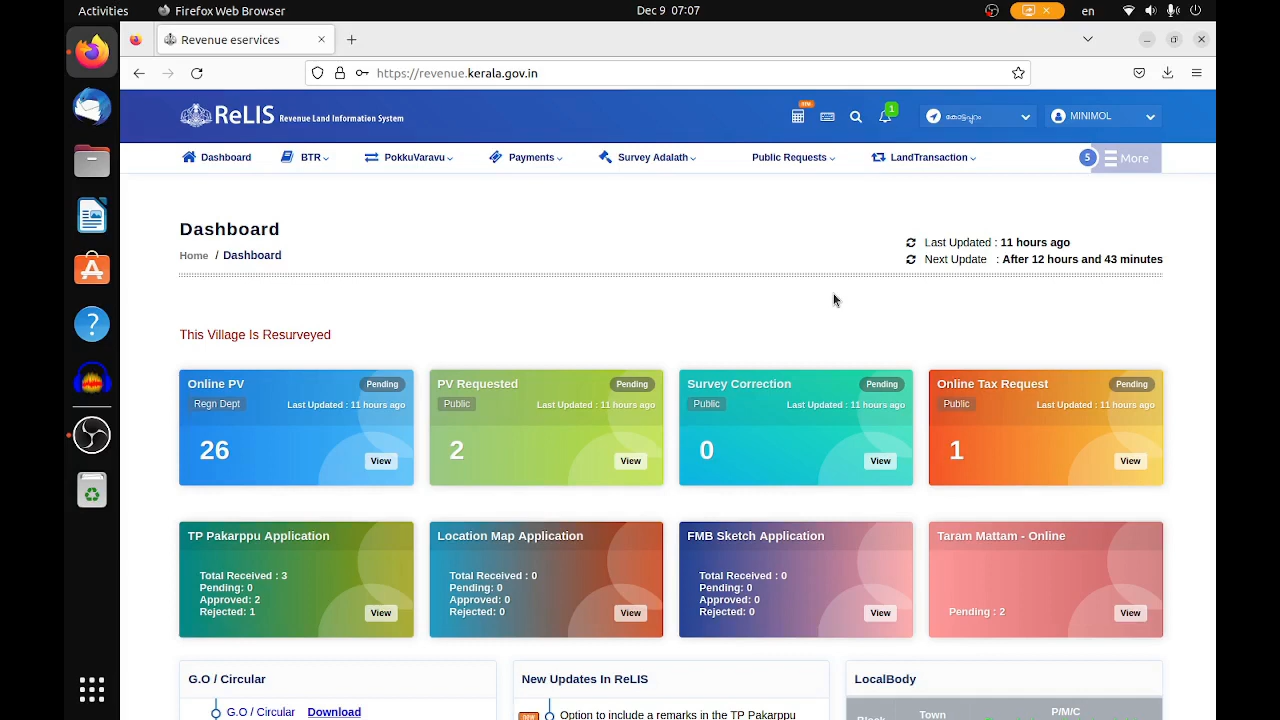 Activities Firefox Web Browser Dec 9 07:07 en
Revenue eservices
https://revenue.kerala.gov.in
ReLIS Revenue Land Information System NEW 1 കോട്ടപ്പുറം MINIMOL
Dashboard BTR PokkuVaravu Payments Survey Adalath Public Requests LandTransaction 5 More
Dashboard
Last Updated : 11 hours ago
Home / Dashboard
Next Update : After 12 hours and 43 minutes
This Village Is Resurveyed
Online PV Pending PV Requested Pending Survey Correction Pending Online Tax Request Pending
Regn Dept Last Updated : 11 hours ago Public Last Updated : 11 hours ago Public Last Updated : 11 hours ago Public Last Updated : 11 hours ago
26 View 2 View 0 View 1 View
TP Pakarppu Application Location Map Application FMB Sketch Application Taram Mattam - Online
Total Received : 3 Total Received : 0 Total Received : 0
Pending: 0 Pending: 0 Pending: 0
Approved: 2 Approved: 0 Approved: 0
Rejected: 1 View Rejected: 0 View Rejected: 0 View Pending : 2 View
G.O / Circular New Updates In ReLIS LocalBody
G.O / Circular Download new Option to include a remarks in the TP Pakarppu Block Town P/M/C